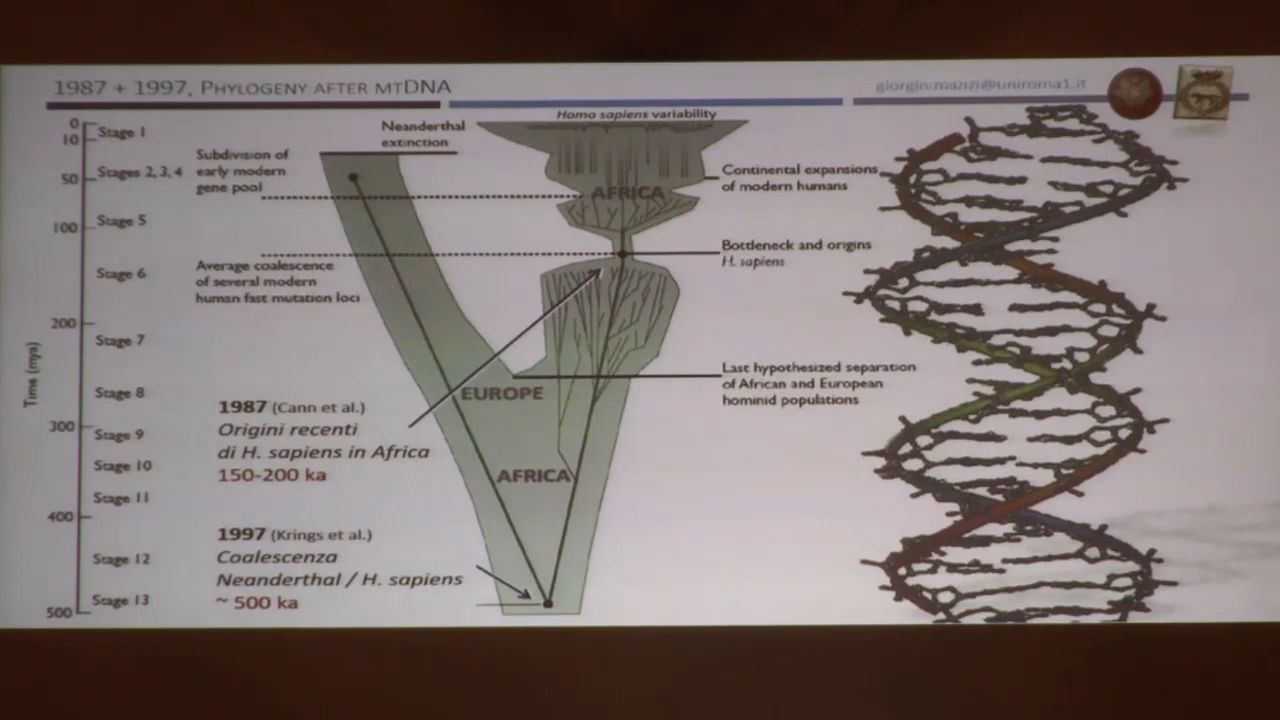 1987 + 1997, PHYLOGENY AFTER MTDNA
giorgio.manzi@uniroma1.it
Homo sapiens variability
Neanderthal
extinction
0
10
50
100
200
300
400
500
Time (mya)
Stage 1
Stages 2, 3, 4
Stage 5
Stage 6
Stage 7
Stage 8
Stage 9
Stage 10
Stage 11
Stage 12
Stage 13
Subdivision of
early modern
gene pool
Average coalescence
of several modern
human fast mutation loci
AFRICA
Continental expansions
of modern humans
Bottleneck and origins
H. sapiens
Last hypothesized separation
of African and European
hominid populations
EUROPE
AFRICA
1987 (Cann et al.)
Origini recenti
di H. sapiens in Africa
150-200 ka
1997 (Krings et al.)
Coalescenza
Neanderthal / H. sapiens
~ 500 ka